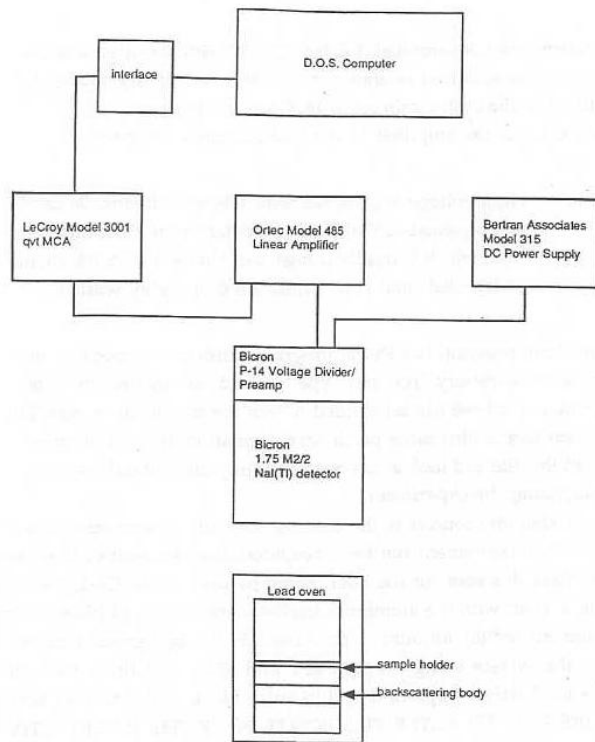 D.O.S. Computer
interface
LeCroy Model 3001
qvt MCA
Ortec Model 485
Linear Amplifier
Bertran Associates
Model 315
DC Power Supply
Bicron
P-14 Voltage Divider/
Preamp
Bicron
1.75 M2/2
NaI(Tl) detector
Lead oven
sample holder
backscattering body